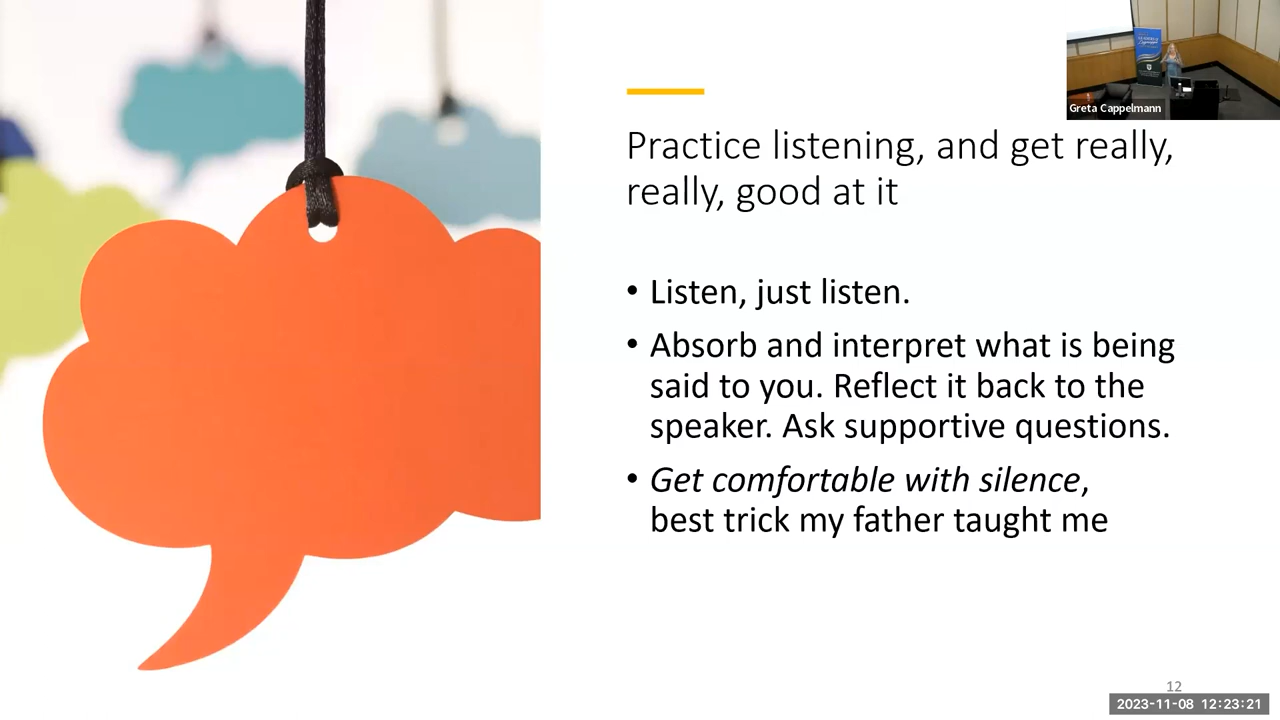 Greta Cappelmann
Practice listening, and get really,
really, good at it
• Listen, just listen.
• Absorb and interpret what is being
said to you. Reflect it back to the
speaker. Ask supportive questions.
• Get comfortable with silence,
best trick my father taught me
12
2023-11-08 12:23:21